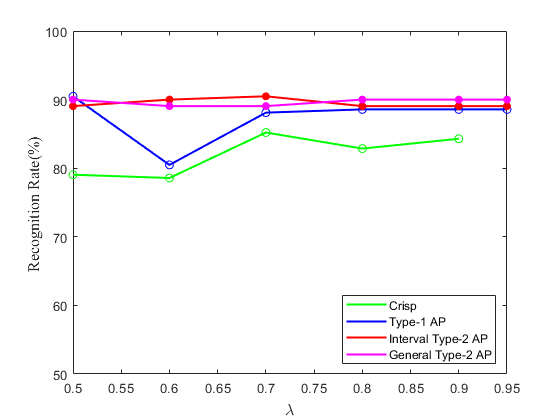 100
90
80
70
60
50
Recognition Rate(%)
0.5 0.55 0.6 0.65 0.7 0.75 0.8 0.85 0.9 0.95
λ
Crisp
Type-1 AP
Interval Type-2 AP
General Type-2 AP